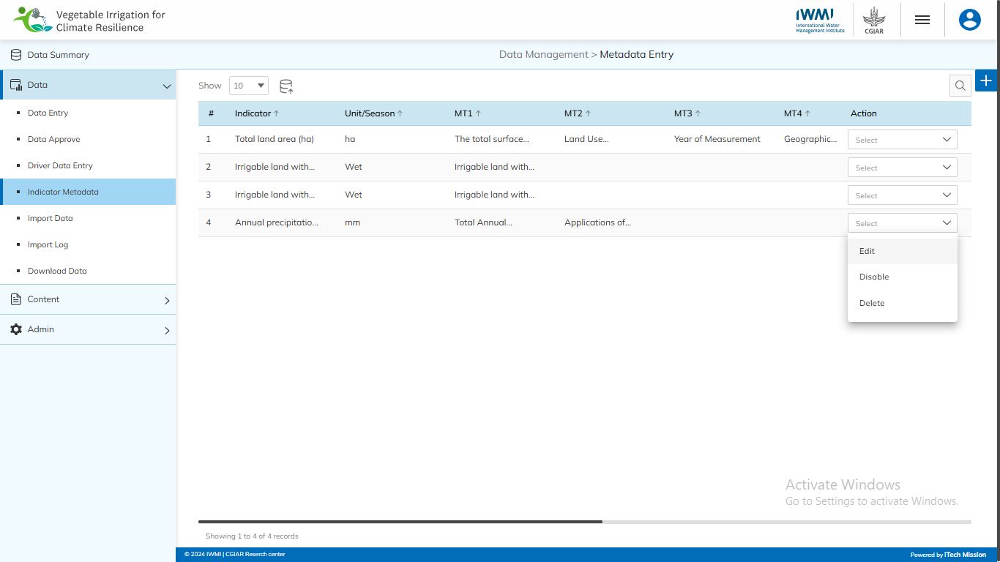 Vegetable Irrigation for
Climate Resilience
IWMI
International Water
Management Institute
CGIAR
Data Summary
Data Management > Metadata Entry
Data
Data Entry
Data Approve
Driver Data Entry
Indicator Metadata
Import Data
Import Log
Download Data
Content
Admin
Show 10
# Indicator Unit/Season MT1 MT2 MT3 MT4 Action
1 Total land area (ha) ha The total surface... Land Use... Year of Measurement Geographic... Select
2 Irrigable land with... Wet Irrigable land with... Select
3 Irrigable land with... Wet Irrigable land with... Select
4 Annual precipitatio... mm Total Annual... Applications of... Select
Edit
Disable
Delete
Activate Windows
Go to Settings to activate Windows.
Showing 1 to 4 of 4 records
© 2024 IWMI | CGIAR Reserch center Powered by iTech Mission